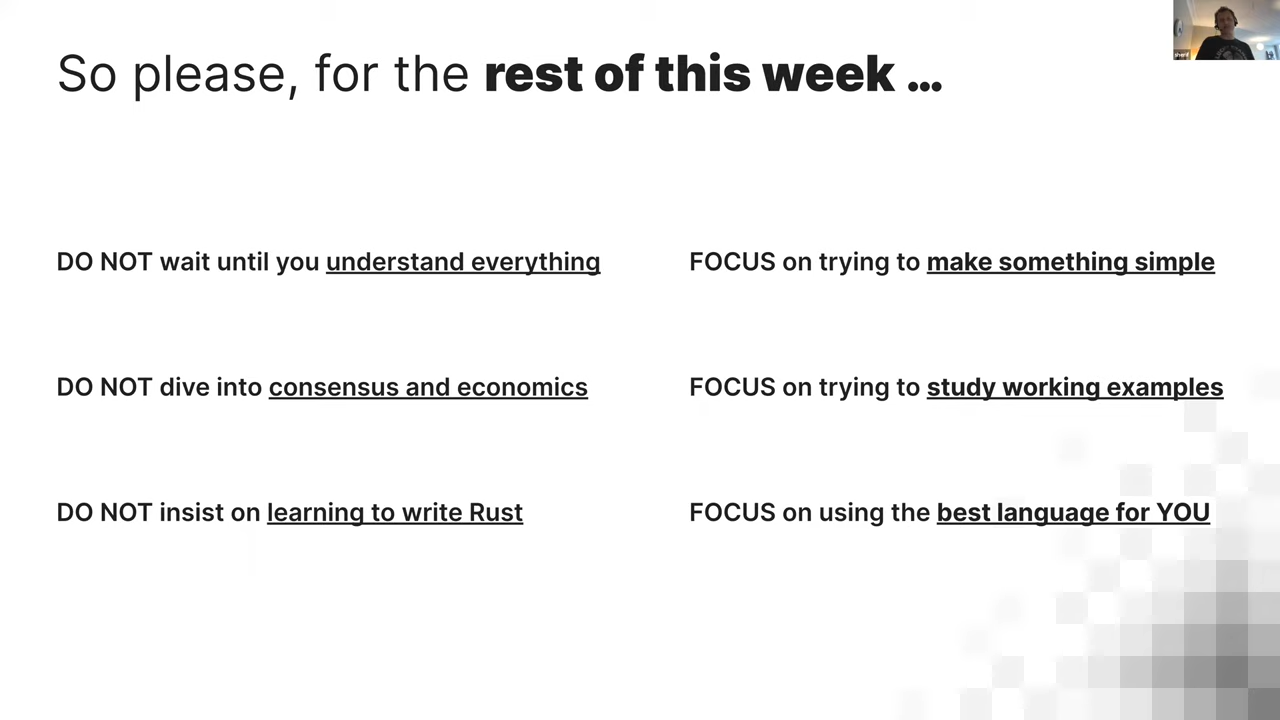 So please, for the rest of this week ...
DO NOT wait until you understand everything
FOCUS on trying to make something simple
DO NOT dive into consensus and economics
FOCUS on trying to study working examples
DO NOT insist on learning to write Rust
FOCUS on using the best language for YOU